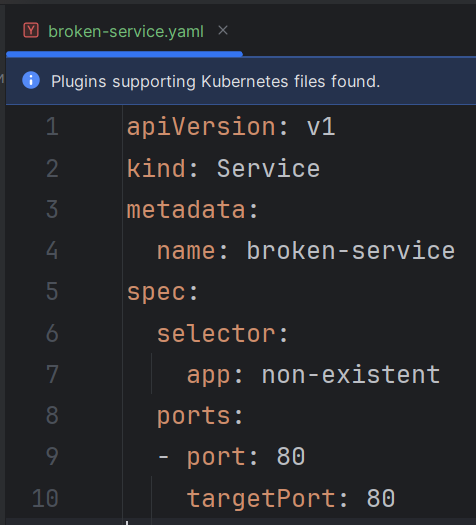 broken-service.yaml
Plugins supporting Kubernetes files found.
1 apiVersion: v1
2 kind: Service
3 metadata:
4   name: broken-service
5 spec:
6   selector:
7     app: non-existent
8   ports:
9   - port: 80
10     targetPort: 80